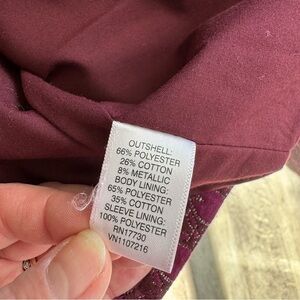 OUTSHELL:
66% POLYESTER
26% COTTON
8% METALLIC
BODY LINING:
65% POLYESTER
35% COTTON
SLEEVE LINING:
100% POLYESTER
RN17730
VN1107216